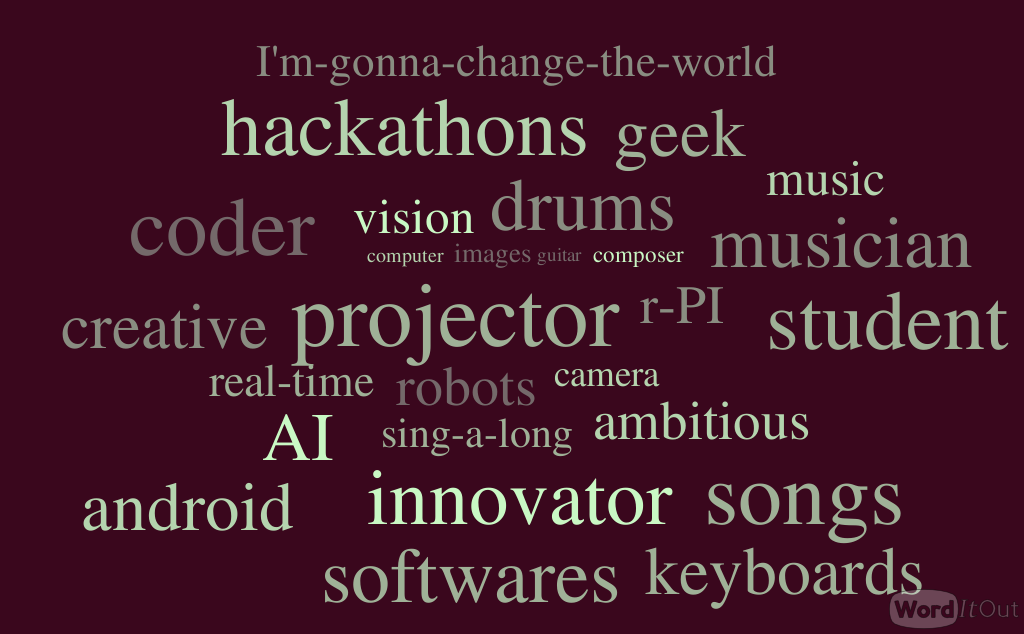 I'm-gonna-change-the-world
hackathons geek
music
coder vision drums musician
computer images guitar composer
creative projector r-PI student
real-time robots camera
AI sing-a-long ambitious
android innovator songs
softwares keyboards
WordItOut